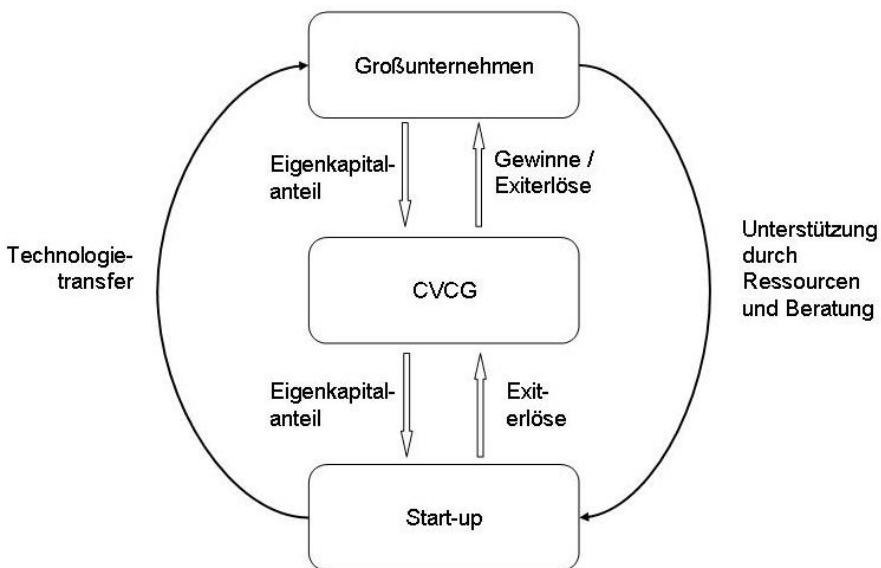 Großunternehmen
Eigenkapital-
anteil
Gewinne /
Exiterlöse
Technologie-
transfer
CVCG
Unterstützung
durch
Ressourcen
und Beratung
Eigenkapital-
anteil
Exit-
erlöse
Start-up